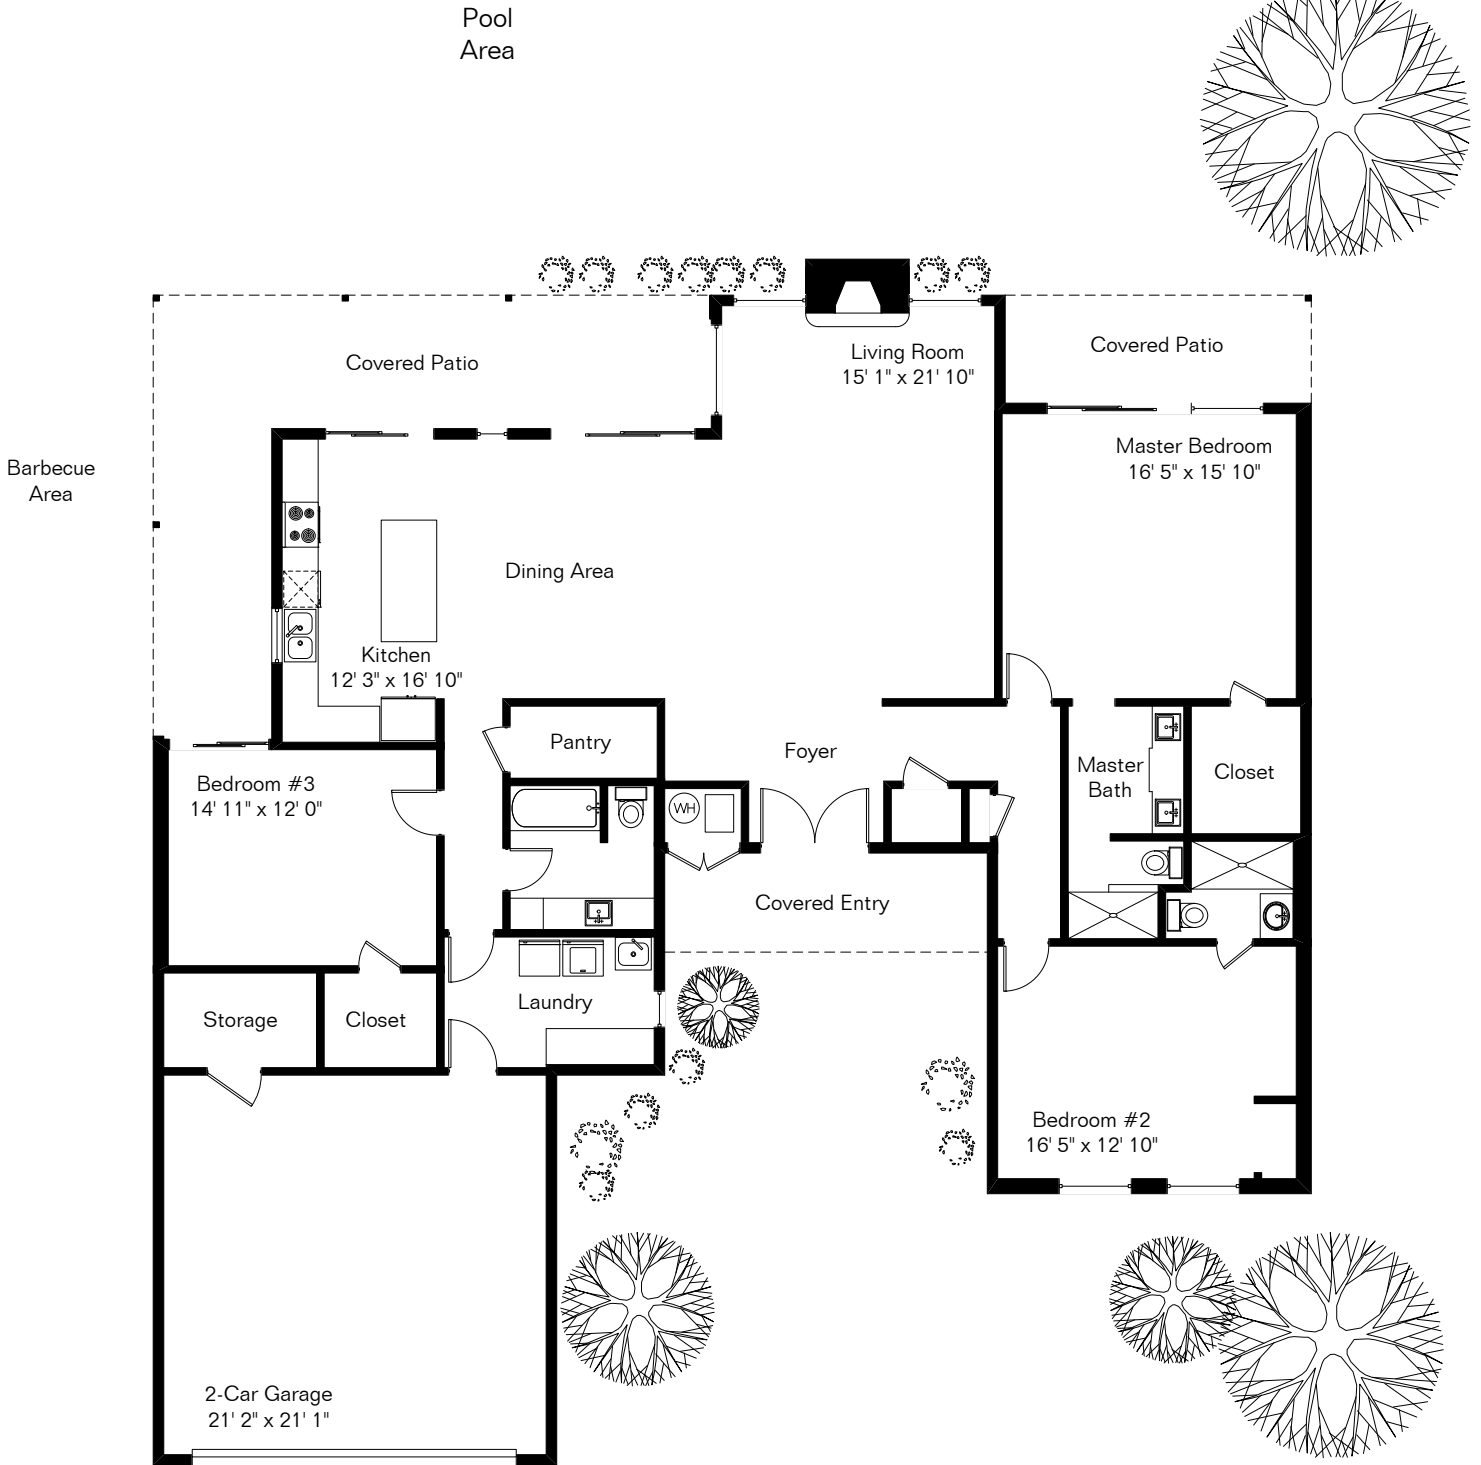 Pool
Area
Covered Patio
Living Room
15' 1" x 21' 10"
Covered Patio
Master Bedroom
16' 5" x 15' 10"
Barbecue
Area
Dining Area
Kitchen
12' 3" x 16' 10"
Pantry
Foyer
Master
Bath
Closet
Bedroom #3
14' 11" x 12' 0"
WH
Covered Entry
Laundry
Storage
Closet
Bedroom #2
16' 5" x 12' 10"
2-Car Garage
21' 2" x 21' 1"